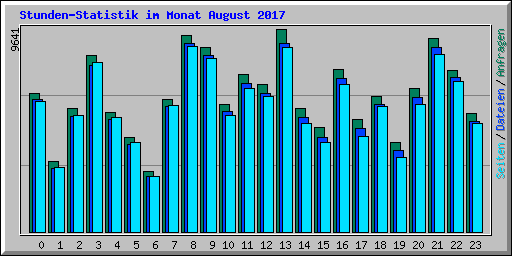 Stunden-Statistik im Monat August 2017
9641
Seiten/Dateien/Anfragen
0 1 2 3 4 5 6 7 8 9 10 11 12 13 14 15 16 17 18 19 20 21 22 23